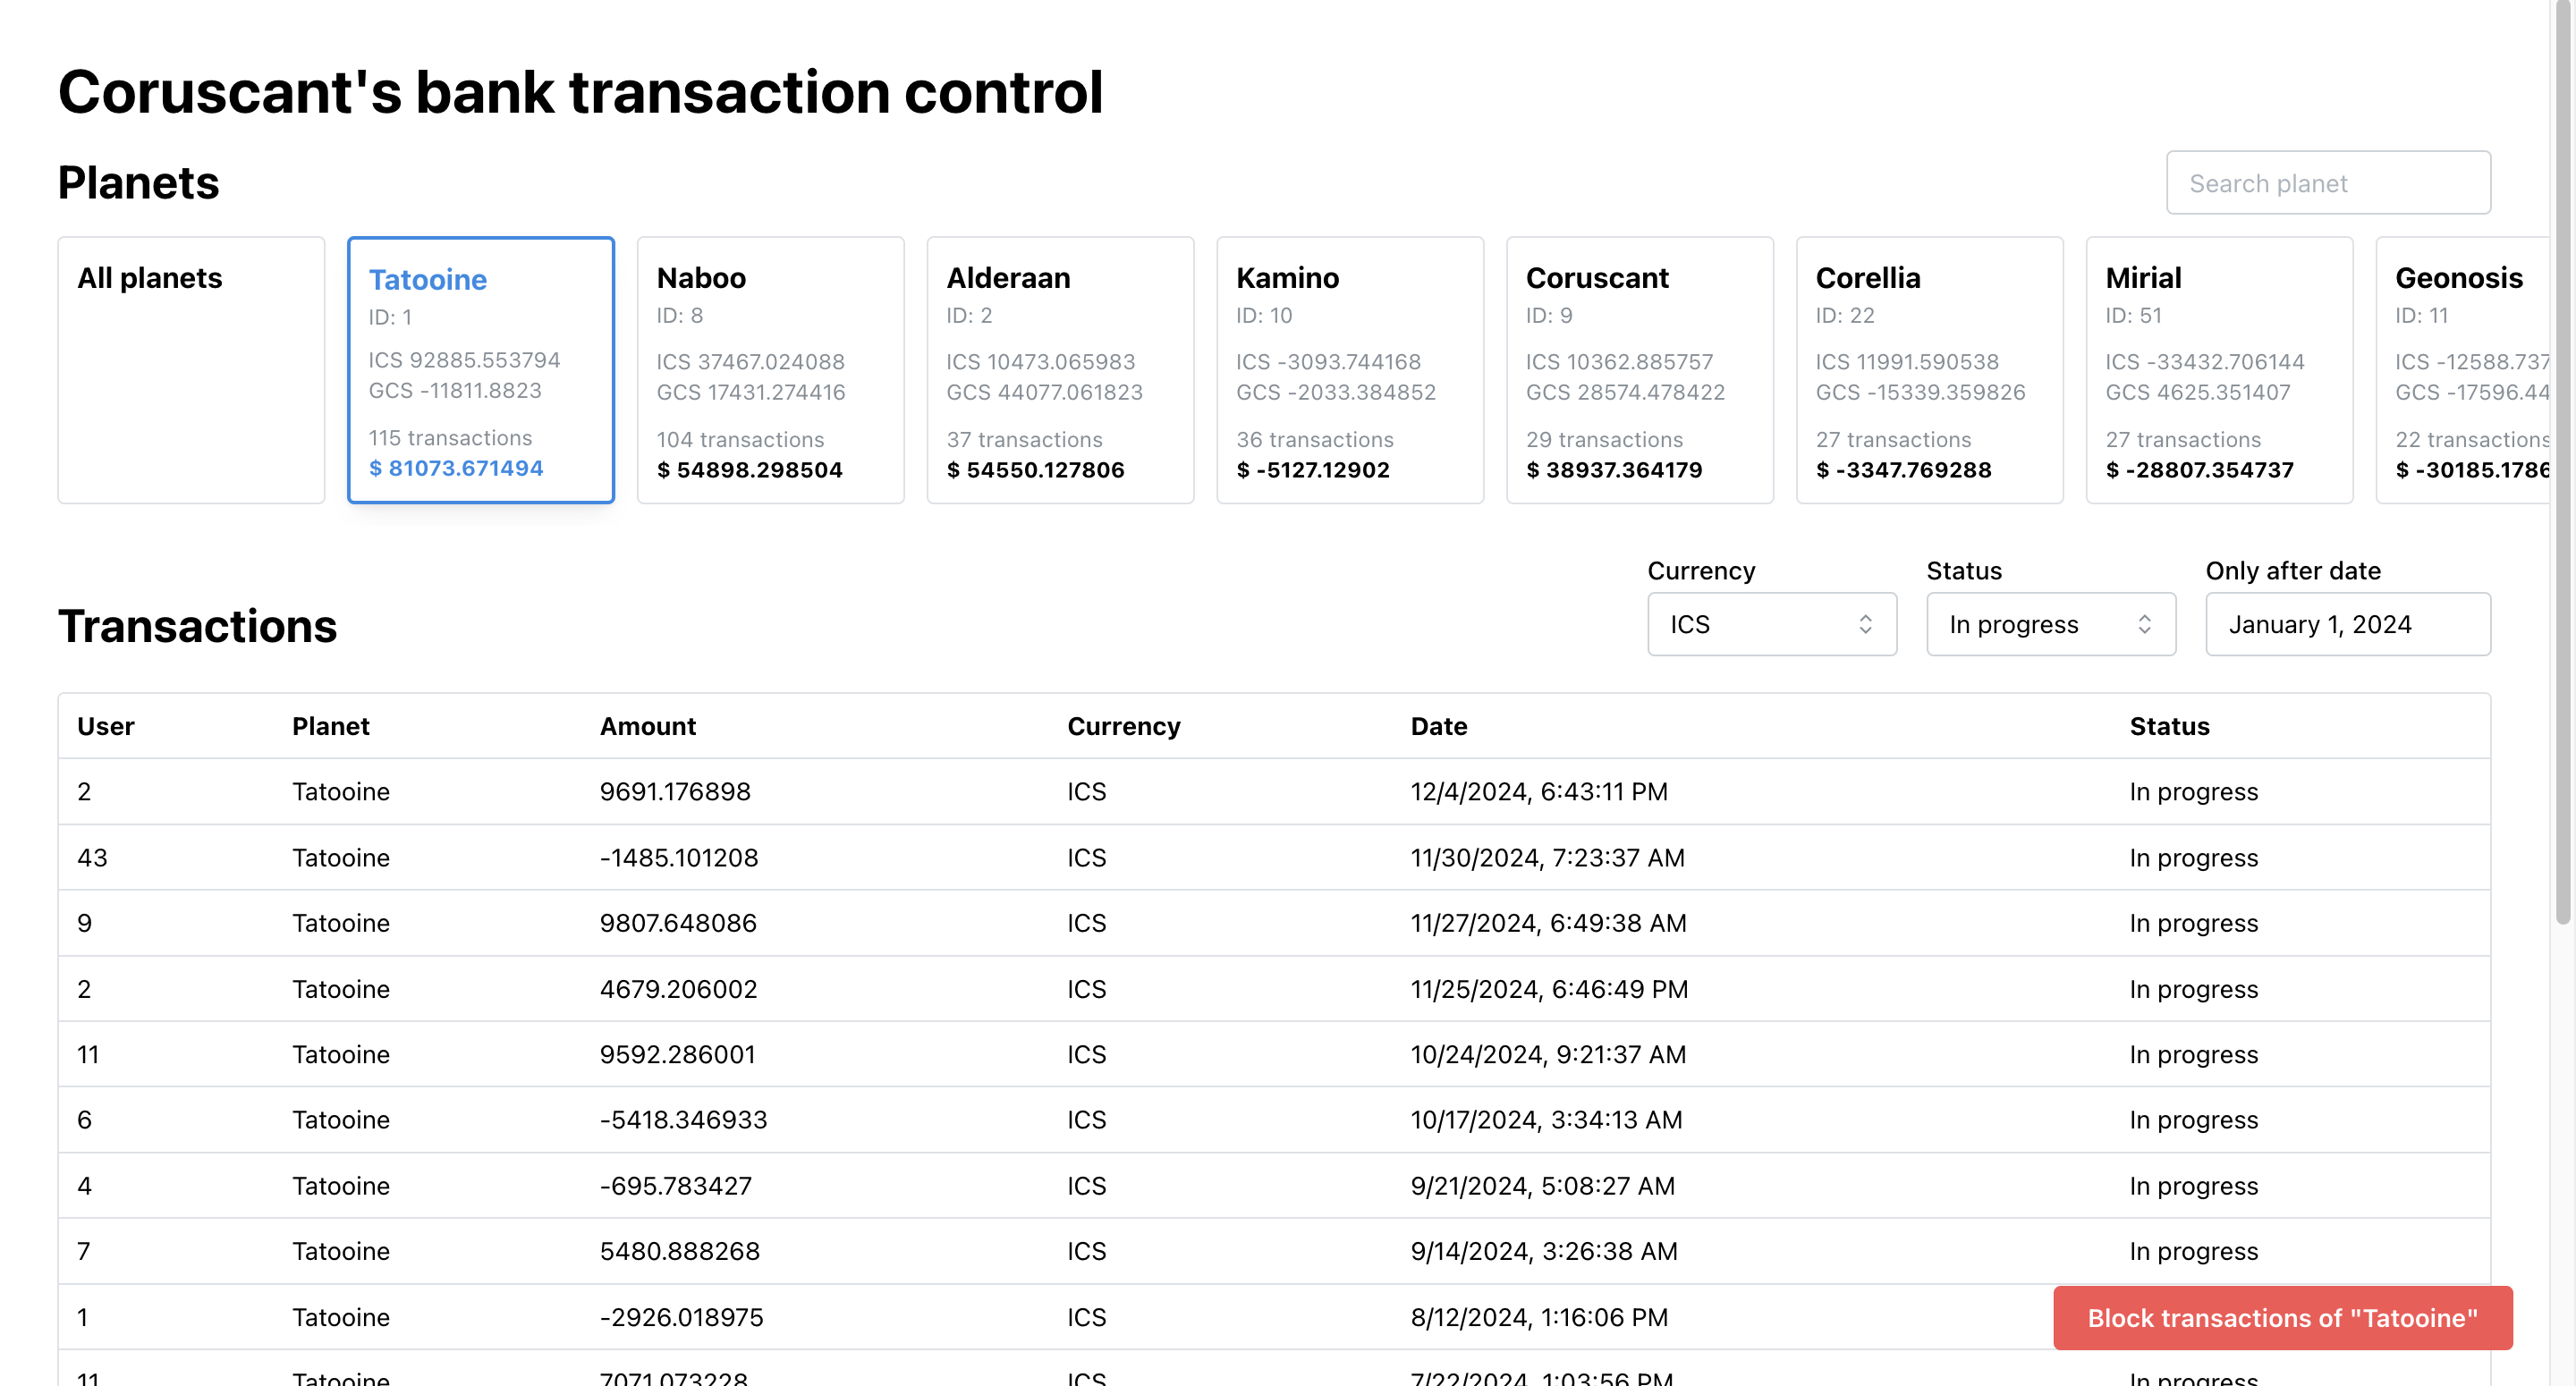 Coruscant's bank transaction control
Planets
Search planet
All planets
Tatooine
ID: 1
ICS 92885.553794
GCS -11811.8823
115 transactions
$ 81073.671494
Naboo
ID: 8
ICS 37467.024088
GCS 17431.274416
104 transactions
$ 54898.298504
Alderaan
ID: 2
ICS 10473.065983
GCS 44077.061823
37 transactions
$ 54550.127806
Kamino
ID: 10
ICS -3093.744168
GCS -2033.384852
36 transactions
$ -5127.12902
Coruscant
ID: 9
ICS 10362.885757
GCS 28574.478422
29 transactions
$ 38937.364179
Corellia
ID: 22
ICS 11991.590538
GCS -15339.359826
27 transactions
$ -3347.769288
Mirial
ID: 51
ICS -33432.706144
GCS 4625.351407
27 transactions
$ -28807.354737
Geonosis
ID: 11
ICS -12588.737
GCS -17596.44
22 transactions
$ -30185.1786
Transactions
Currency
ICS
Status
In progress
Only after date
January 1, 2024
User Planet Amount Currency Date Status
2 Tatooine 9691.176898 ICS 12/4/2024, 6:43:11 PM In progress
43 Tatooine -1485.101208 ICS 11/30/2024, 7:23:37 AM In progress
9 Tatooine 9807.648086 ICS 11/27/2024, 6:49:38 AM In progress
2 Tatooine 4679.206002 ICS 11/25/2024, 6:46:49 PM In progress
11 Tatooine 9592.286001 ICS 10/24/2024, 9:21:37 AM In progress
6 Tatooine -5418.346933 ICS 10/17/2024, 3:34:13 AM In progress
4 Tatooine -695.783427 ICS 9/21/2024, 5:08:27 AM In progress
7 Tatooine 5480.888268 ICS 9/14/2024, 3:26:38 AM In progress
1 Tatooine -2926.018975 ICS 8/12/2024, 1:16:06 PM
Block transactions of "Tatooine"
11 Tatooine 7071.073228 ICS 7/22/2024, 1:03:56 PM In progress